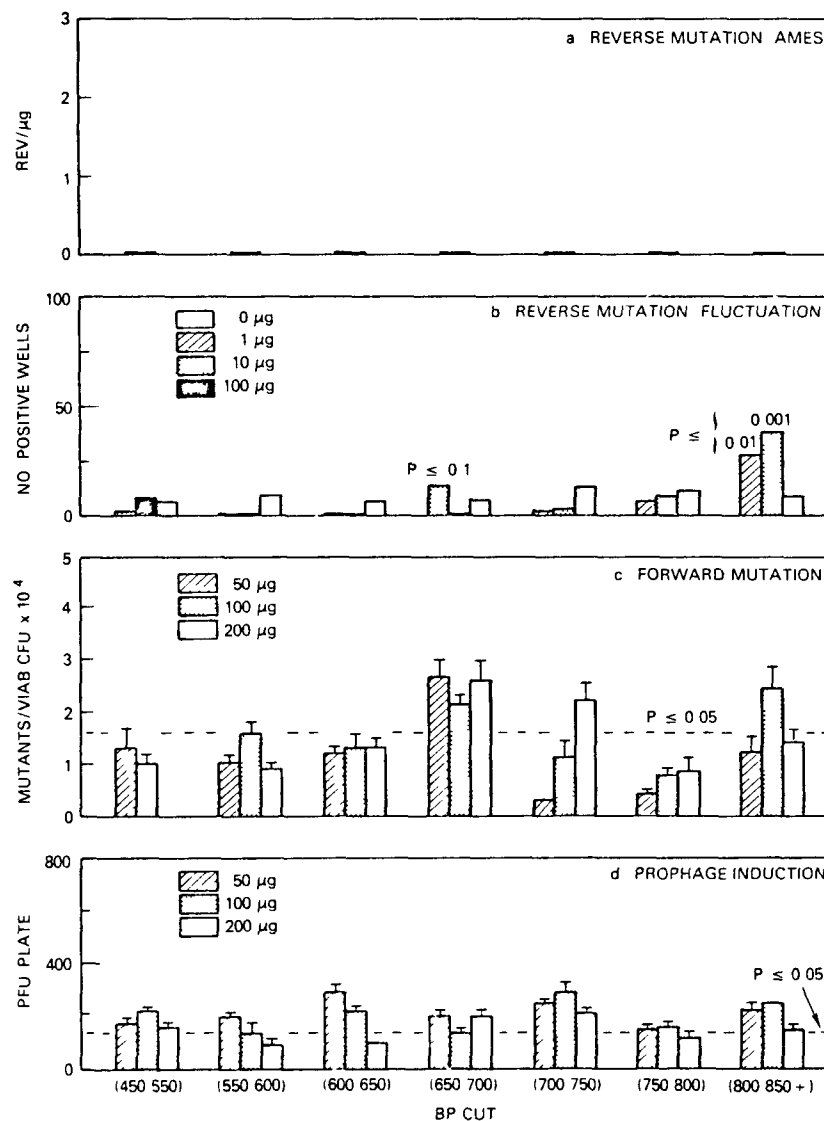 a REVERSE MUTATION AMES
3
2
1
0
REV/µg
b REVERSE MUTATION FLUCTUATION
100
50
0
NO POSITIVE WELLS
0 µg
1 µg
10 µg
100 µg
P ≤ 0 1
P ≤ } 0 01 0 001
c FORWARD MUTATION
5
4
3
2
1
0
MUTANTS/VIAB CFU x 10⁴
50 µg
100 µg
200 µg
P ≤ 0 05
d PROPHAGE INDUCTION
800
400
0
PFU PLATE
50 µg
100 µg
200 µg
P ≤ 0 05
(450 550) (550 600) (600 650) (650 700) (700 750) (750 800) (800 850 +)
BP CUT